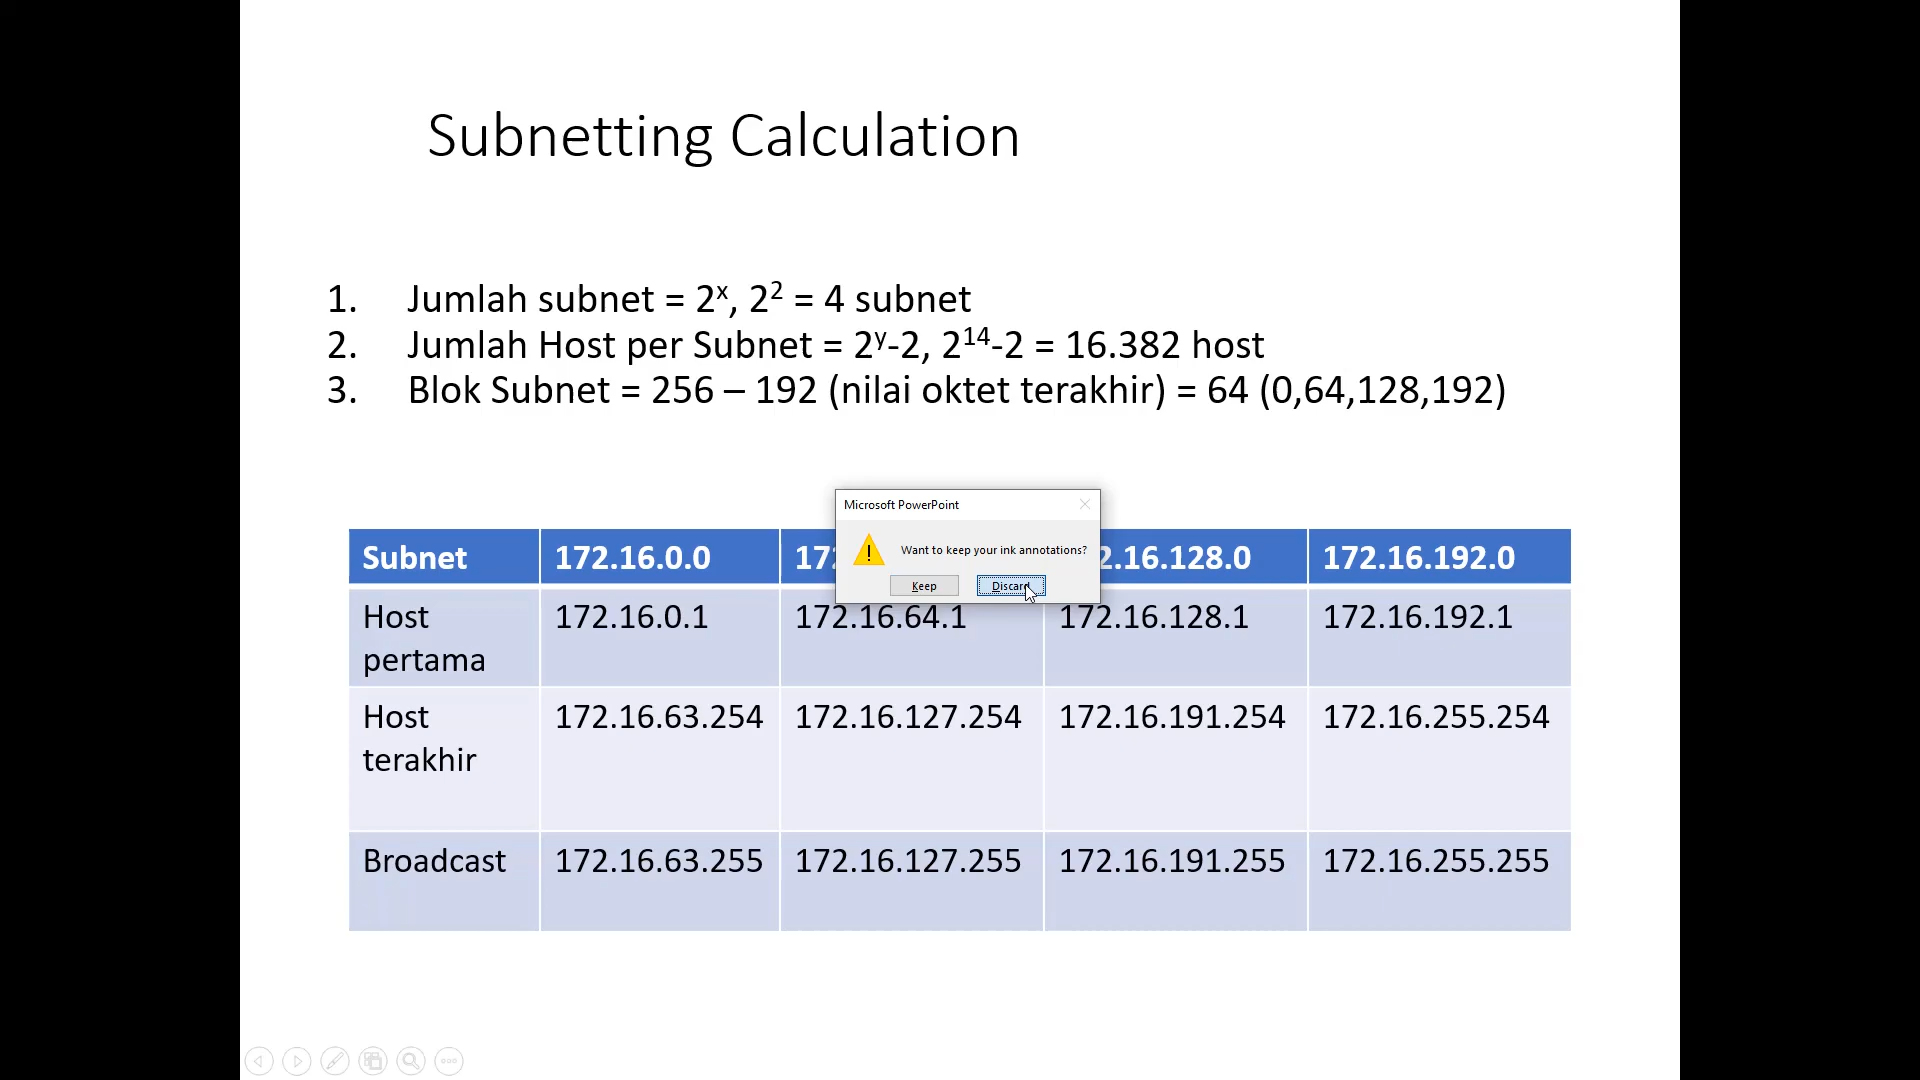 Subnetting Calculation
1. Jumlah subnet = 2ˣ, 2² = 4 subnet
2. Jumlah Host per Subnet = 2ʸ-2, 2¹⁴-2 = 16.382 host
3. Blok Subnet = 256 – 192 (nilai oktet terakhir) = 64 (0,64,128,192)
Microsoft PowerPoint
Want to keep your ink annotations?
Keep Discard
Subnet 172.16.0.0 172 2.16.128.0 172.16.192.0
Host 172.16.0.1 172.16.64.1 172.16.128.1 172.16.192.1
pertama
Host 172.16.63.254 172.16.127.254 172.16.191.254 172.16.255.254
terakhir
Broadcast 172.16.63.255 172.16.127.255 172.16.191.255 172.16.255.255